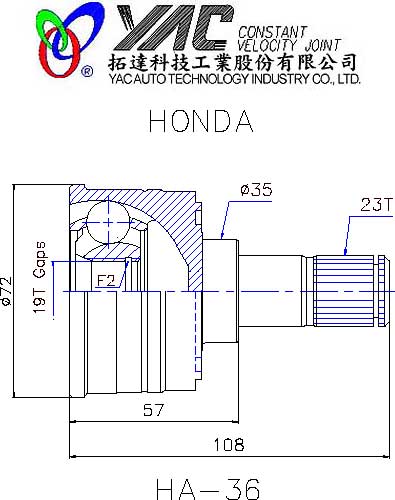 YAC CONSTANT
VELOCITY JOINT
拓達科技工業股份有限公司
® YAC AUTO TECHNOLOGY INDUSTRY CO., LTD.
HONDA
ø35
23T
ø72
19T Gaps
F2
57
108
HA-36